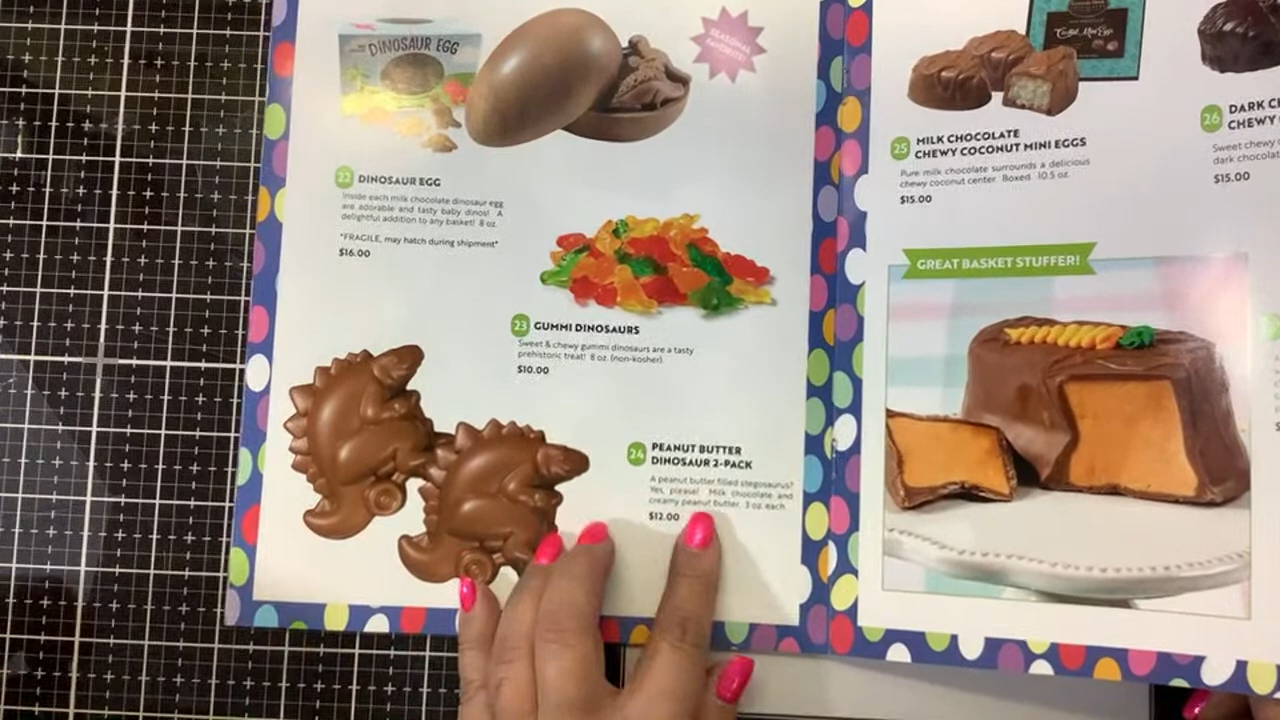 DINOSAUR EGG
SEASONAL
FAVORITE!
22 DINOSAUR EGG
Inside each milk chocolate dinosaur egg
are adorable and tasty baby dinos! A
delightful addition to any basket! 8 oz.
*FRAGILE, may hatch during shipment*
$16.00
23 GUMMI DINOSAURS
Sweet & chewy gummi dinosaurs are a tasty
prehistoric treat! 8 oz. (non-kosher)
$10.00
24 PEANUT BUTTER
DINOSAUR 2-PACK
A peanut butter filled stegosaurus?
Yes, please! Milk chocolate and
creamy peanut butter. 3 oz. each.
$12.00
25 MILK CHOCOLATE
CHEWY COCONUT MINI EGGS
Pure milk chocolate surrounds a delicious
chewy coconut center. Boxed. 10.5 oz.
$15.00
26 DARK C
CHEWY
Sweet chewy
dark chocolat
$15.00
GREAT BASKET STUFFER!